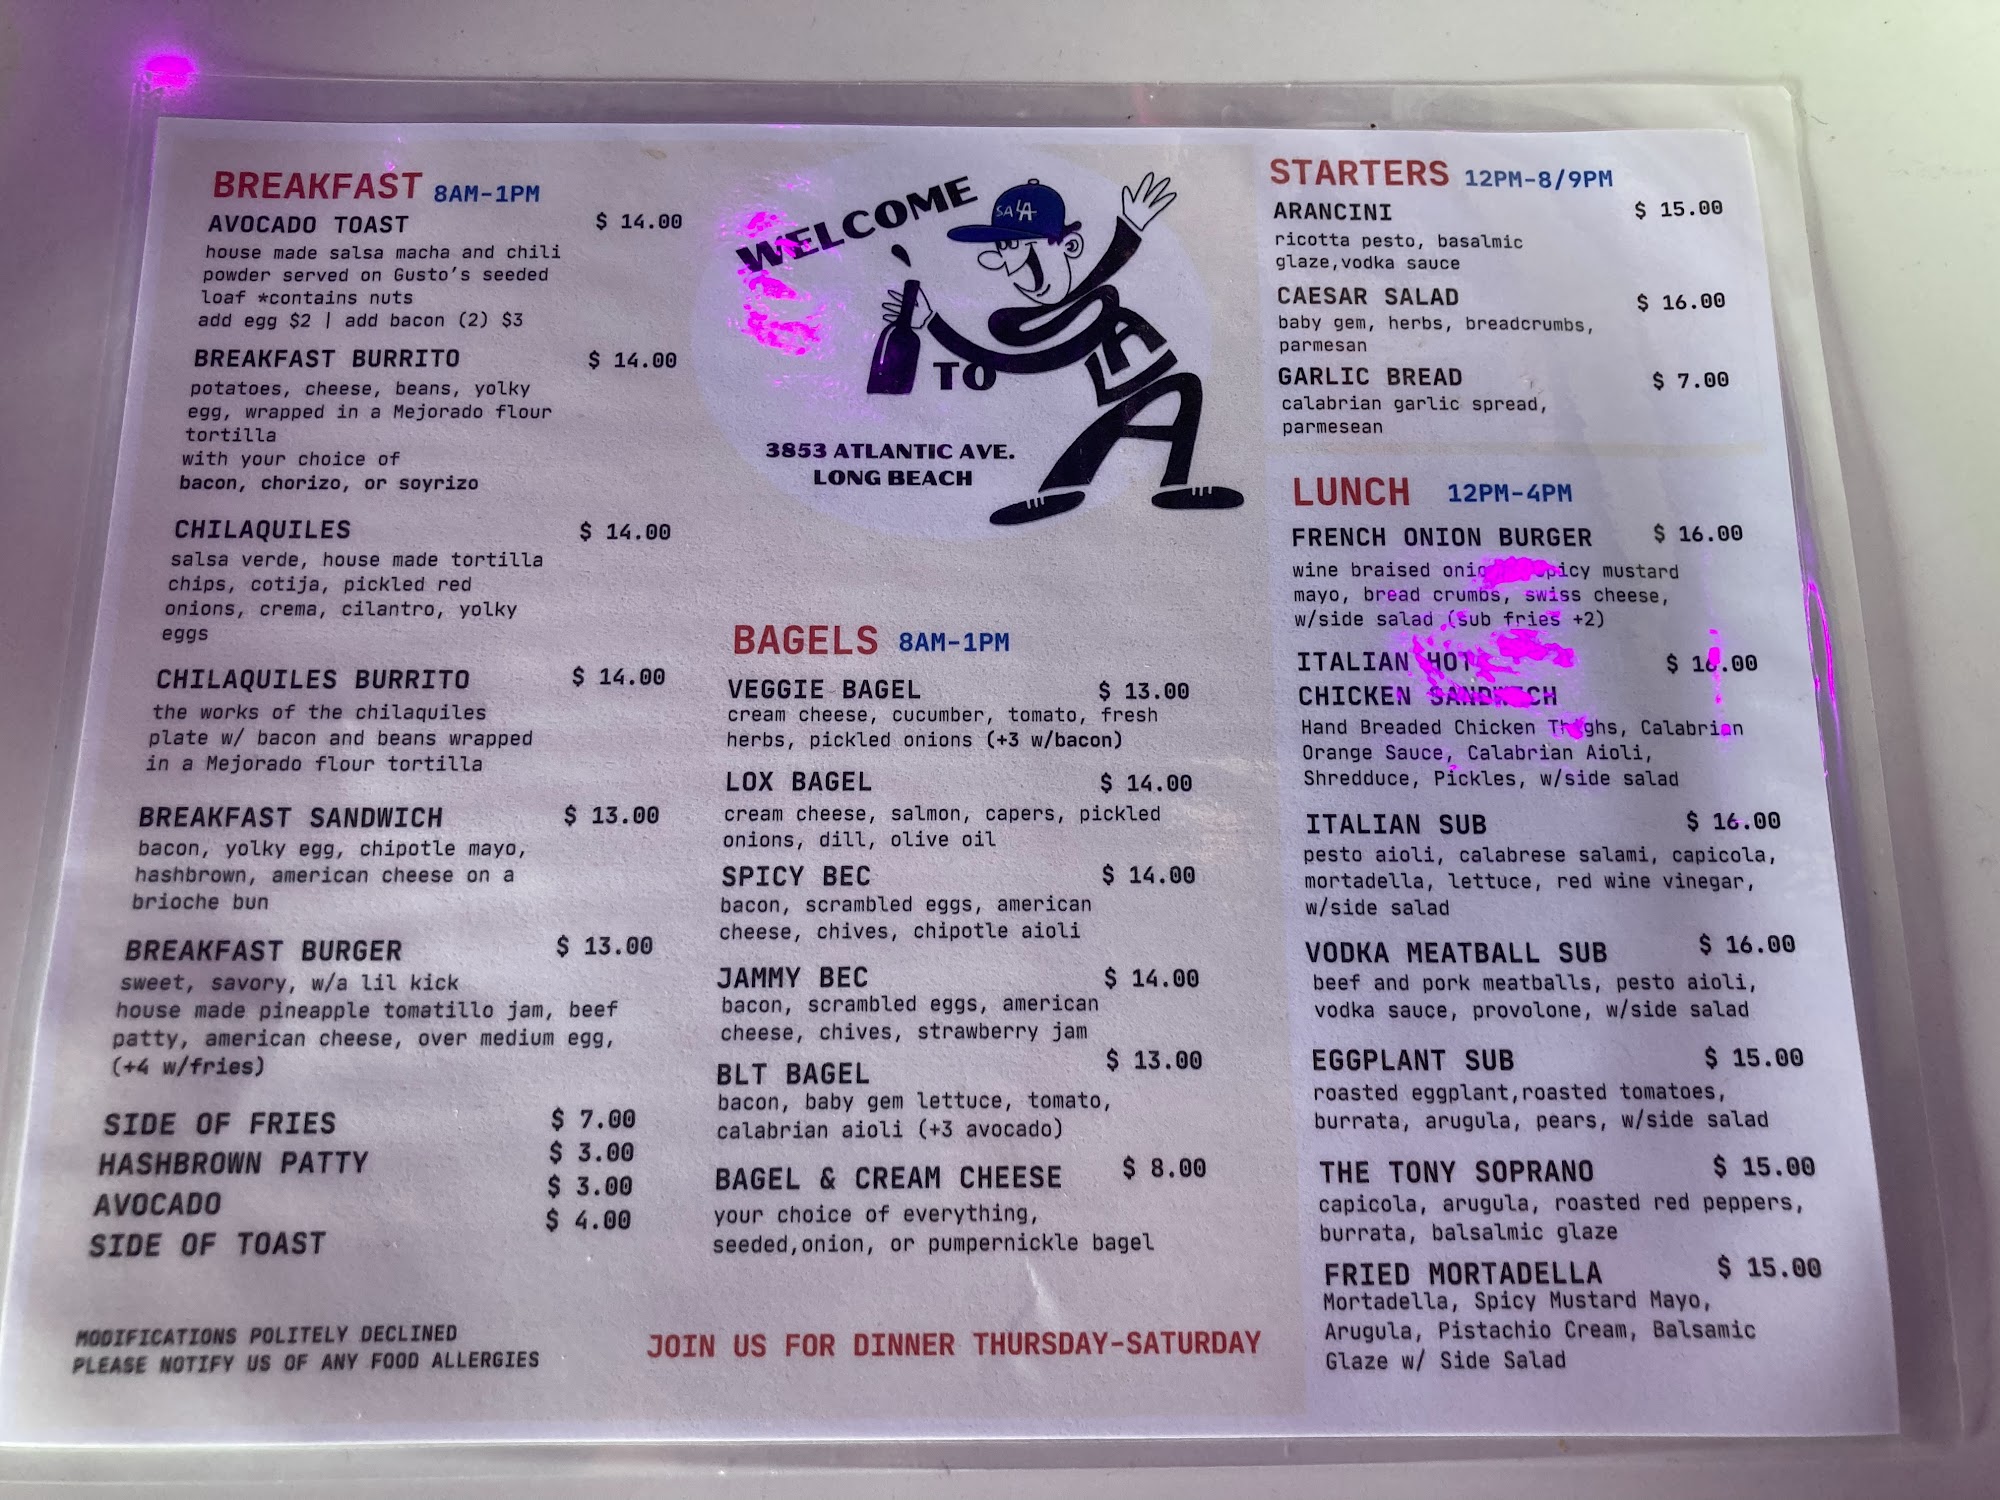 BREAKFAST 8AM-1PM
AVOCADO TOAST $ 14.00
house made salsa macha and chili
powder served on Gusto's seeded
loaf *contains nuts
add egg $2 | add bacon (2) $3
BREAKFAST BURRITO $ 14.00
potatoes, cheese, beans, yolky
egg, wrapped in a Mejorado flour
tortilla
with your choice of
bacon, chorizo, or soyrizo
CHILAQUILES $ 14.00
salsa verde, house made tortilla
chips, cotija, pickled red
onions, crema, cilantro, yolky
eggs
CHILAQUILES BURRITO $ 14.00
the works of the chilaquiles
plate w/ bacon and beans wrapped
in a Mejorado flour tortilla
BREAKFAST SANDWICH $ 13.00
bacon, yolky egg, chipotle mayo,
hashbrown, american cheese on a
brioche bun
BREAKFAST BURGER $ 13.00
sweet, savory, w/a lil kick
house made pineapple tomatillo jam, beef
patty, american cheese, over medium egg,
(+4 w/fries)
SIDE OF FRIES $ 7.00
HASHBROWN PATTY $ 3.00
AVOCADO $ 3.00
SIDE OF TOAST $ 4.00
MODIFICATIONS POLITELY DECLINED
PLEASE NOTIFY US OF ANY FOOD ALLERGIES
WELCOME
SALA
TO
SALA
3853 ATLANTIC AVE.
LONG BEACH
BAGELS 8AM-1PM
VEGGIE BAGEL $ 13.00
cream cheese, cucumber, tomato, fresh
herbs, pickled onions (+3 w/bacon)
LOX BAGEL $ 14.00
cream cheese, salmon, capers, pickled
onions, dill, olive oil
SPICY BEC $ 14.00
bacon, scrambled eggs, american
cheese, chives, chipotle aioli
JAMMY BEC $ 14.00
bacon, scrambled eggs, american
cheese, chives, strawberry jam
BLT BAGEL $ 13.00
bacon, baby gem lettuce, tomato,
calabrian aioli (+3 avocado)
BAGEL & CREAM CHEESE $ 8.00
your choice of everything,
seeded,onion, or pumpernickle bagel
JOIN US FOR DINNER THURSDAY-SATURDAY
STARTERS 12PM-8/9PM
ARANCINI $ 15.00
ricotta pesto, basalmic
glaze,vodka sauce
CAESAR SALAD $ 16.00
baby gem, herbs, breadcrumbs,
parmesan
GARLIC BREAD $ 7.00
calabrian garlic spread,
parmesean
LUNCH 12PM-4PM
FRENCH ONION BURGER $ 16.00
wine braised spicy mustard
mayo, bread crumbs, swiss cheese,
w/side salad (sub fries +2)
ITALIAN HOT $ 16.00
CHICKEN SANDWICH
Hand Breaded Chicken Thighs, Calabrian
Orange Sauce, Calabrian Aioli,
Shredduce, Pickles, w/side salad
ITALIAN SUB $ 16.00
pesto aioli, calabrese salami, capicola,
mortadella, lettuce, red wine vinegar,
w/side salad
VODKA MEATBALL SUB $ 16.00
beef and pork meatballs, pesto aioli,
vodka sauce, provolone, w/side salad
EGGPLANT SUB $ 15.00
roasted eggplant,roasted tomatoes,
burrata, arugula, pears, w/side salad
THE TONY SOPRANO $ 15.00
capicola, arugula, roasted red peppers,
burrata, balsalmic glaze
FRIED MORTADELLA $ 15.00
Mortadella, Spicy Mustard Mayo,
Arugula, Pistachio Cream, Balsamic
Glaze w/ Side Salad